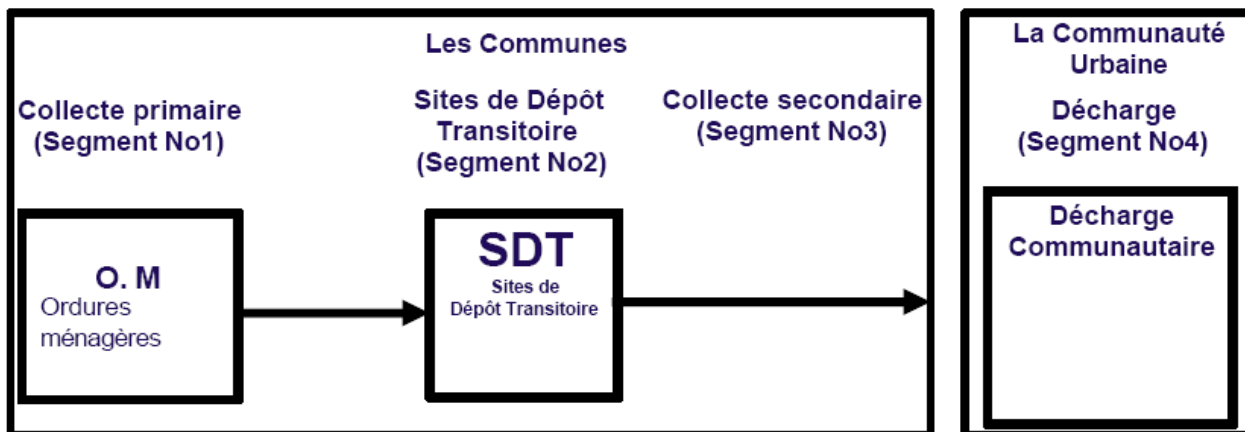 Les Communes
Collecte primaire
(Segment No1)
Sites de Dépôt
Transitoire
(Segment No2)
Collecte secondaire
(Segment No3)
O. M
Ordures
ménagères
SDT
Sites de
Dépôt Transitoire
La Communauté
Urbaine
Décharge
(Segment No4)
Décharge
Communautaire